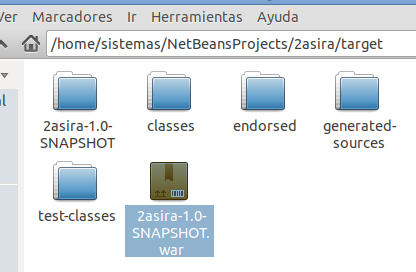 Ver Marcadores Ir Herramientas Ayuda
/home/sistemas/NetBeansProjects/2asira/target
al
2asira-1.0-
SNAPSHOT
classes
endorsed
generated-
sources
test-classes
2asira-1.0-
SNAPSHOT.
war